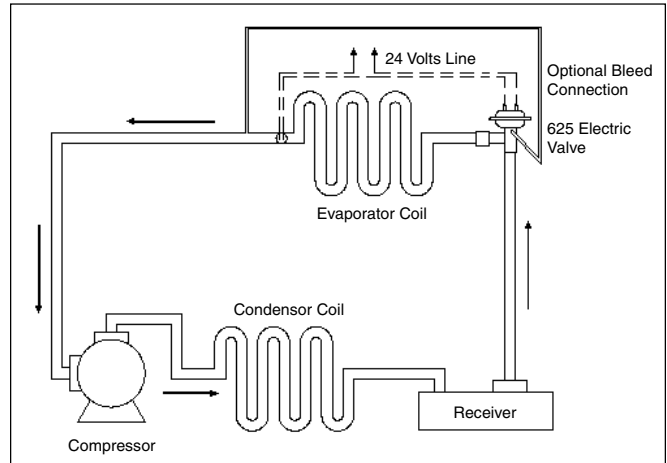 24 Volts Line
Optional Bleed
Connection
625 Electric
Valve
Evaporator Coil
Condensor Coil
Receiver
Compressor